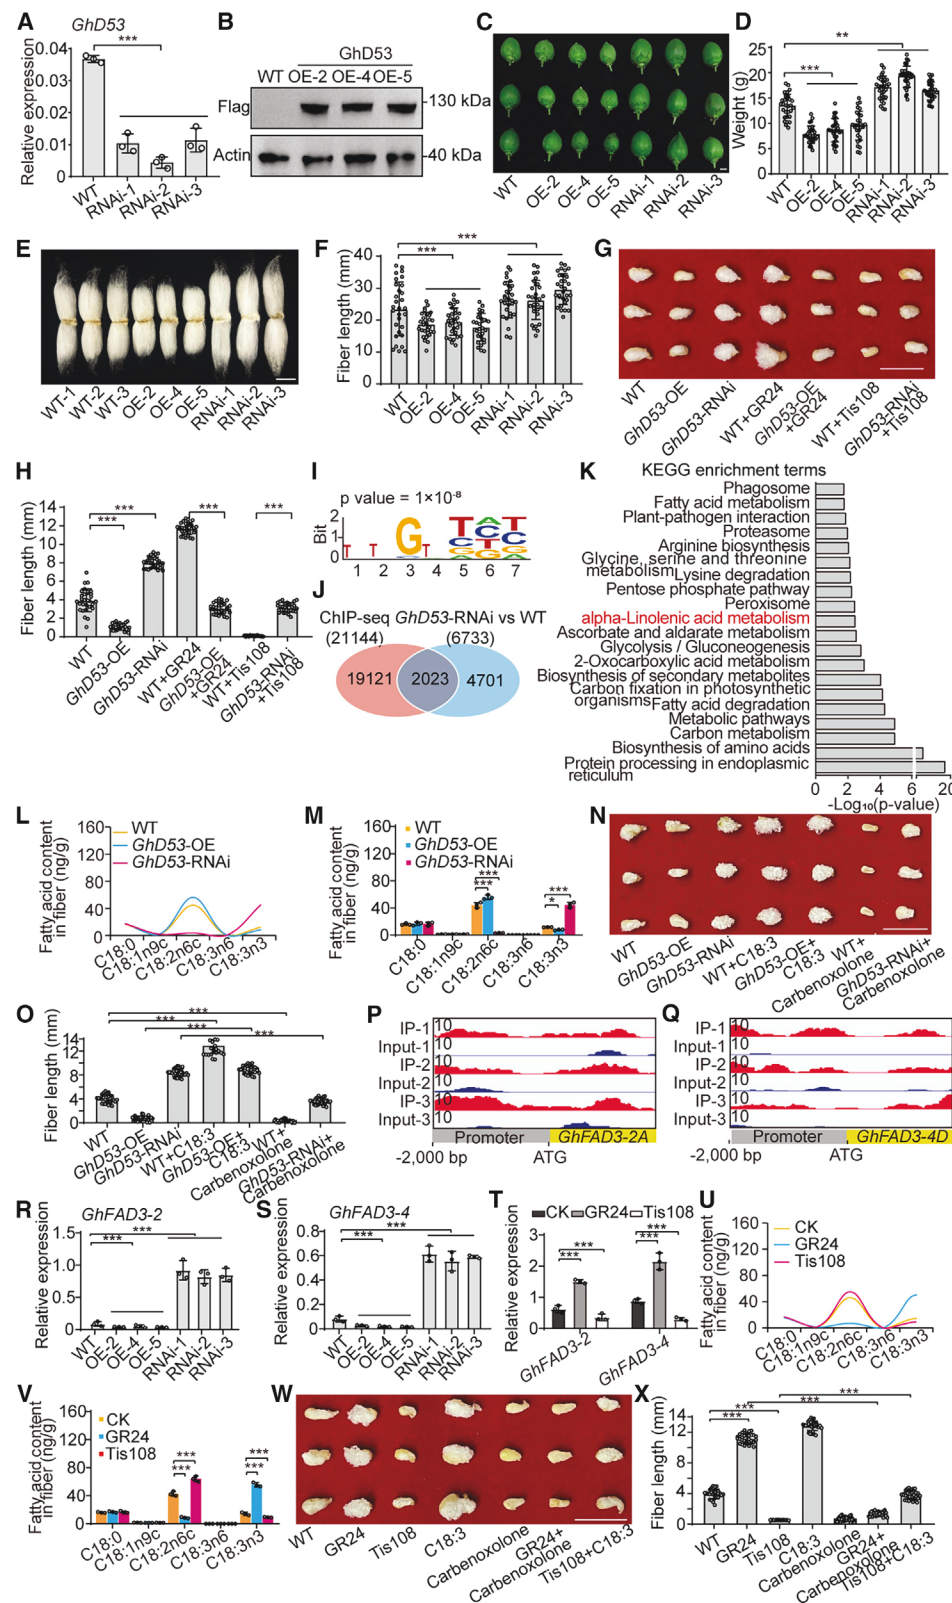 A
GhD53
Relative expression
0.04
0.03
0.02
0.01
0
***
WT
RNAi-1
RNAi-2
RNAi-3
B
GhD53
WT OE-2 OE-4 OE-5
Flag
-130 kDa
Actin
-40 kDa
C
WT
OE-2
OE-4
OE-5
RNAi-1
RNAi-2
RNAi-3
D
Weight (g)
25
20
15
10
5
0
**
***
WT
OE-2
OE-4
OE-5
RNAi-1
RNAi-2
RNAi-3
E
WT-1
WT-2
WT-3
OE-2
OE-4
OE-5
RNAi-1
RNAi-2
RNAi-3
F
Fiber length (mm)
40
30
20
10
0
***
***
WT
OE-2
OE-4
OE-5
RNAi-1
RNAi-2
RNAi-3
G
WT
GhD53-OE
GhD53-RNAi
WT+GR24
GhD53-OE
+GR24
WT+Tis108
GhD53-RNAi
+Tis108
H
Fiber length (mm)
14
12
10
8
6
4
2
0
***
***
***
***
WT
GhD53-OE
GhD53-RNAi
WT+GR24
GhD53-OE
+GR24
WT+Tis108
GhD53-RNAi
+Tis108
I
p value = 1×10⁻⁸
Bit
2
1
0
1 2 3 4 5 6 7
J
ChIP-seq GhD53-RNAi vs WT
(21144) (6733)
19121 2023 4701
K
KEGG enrichment terms
Phagosome
Fatty acid metabolism
Plant-pathogen interaction
Proteasome
Arginine biosynthesis
Glycine, serine and threonine
metabolism
Lysine degradation
Pentose phosphate pathway
Peroxisome
alpha-Linolenic acid metabolism
Ascorbate and aldarate metabolism
Glycolysis / Gluconeogenesis
2-Oxocarboxylic acid metabolism
Biosynthesis of secondary metabolites
Carbon fixation in photosynthetic
organisms
Fatty acid degradation
Metabolic pathways
Carbon metabolism
Biosynthesis of amino acids
Protein processing in endoplasmic
reticulum
0 2 4 6 20
-Log₁₀(p-value)
L
Fatty acid content
in fiber (ng/g)
160
120
80
40
0
WT
GhD53-OE
GhD53-RNAi
C18:0
C18:1n9c
C18:2n6c
C18:3n6
C18:3n3
M
Fatty acid content
in fiber (ng/g)
160
120
80
40
0
WT
GhD53-OE
GhD53-RNAi
***
***
***
*
C18:0
C18:1n9c
C18:2n6c
C18:3n6
C18:3n3
N
WT
GhD53-OE
GhD53-RNAi
WT+C18:3
GhD53-OE+
C18:3
WT+
Carbenoxolone
GhD53-RNAi+
Carbenoxolone
O
Fiber length (mm)
14
12
8
4
0
***
***
***
***
WT
GhD53-OE
GhD53-RNAi
WT+C18:3
GhD53-OE+
C18:3
WT+
Carbenoxolone
GhD53-RNAi+
Carbenoxolone
P
IP-1
10
Input-1
10
IP-2
10
Input-2
10
IP-3
10
Input-3
10
Promoter GhFAD3-2A
-2,000 bp ATG
Q
IP-1
10
Input-1
10
IP-2
10
Input-2
10
IP-3
10
Input-3
10
Promoter GhFAD3-4D
-2,000 bp ATG
R
GhFAD3-2
Relative expression
1.5
1.0
0.5
0
***
***
WT
OE-2
OE-4
OE-5
RNAi-1
RNAi-2
RNAi-3
S
GhFAD3-4
Relative expression
0.8
0.6
0.4
0.2
0
***
***
WT
OE-2
OE-4
OE-5
RNAi-1
RNAi-2
RNAi-3
T
CK GR24 Tis108
Relative expression
3
2
1
0
***
***
***
***
GhFAD3-2
GhFAD3-4
U
Fatty acid content
in fiber (ng/g)
160
120
80
40
0
CK
GR24
Tis108
C18:0
C18:1n9c
C18:2n6c
C18:3n6
C18:3n3
V
Fatty acid content
in fiber (ng/g)
160
120
80
40
0
CK
GR24
Tis108
***
***
***
***
C18:0
C18:1n9c
C18:2n6c
C18:3n6
C18:3n3
W
WT
GR24
Tis108
C18:3
Carbenoxolone
GR24+
Carbenoxolone
Tis108+C18:3
X
Fiber length (mm)
14
12
8
4
0
***
***
***
***
WT
GR24
Tis108
C18:3
Carbenoxolone
GR24+
Carbenoxolone
Tis108+C18:3